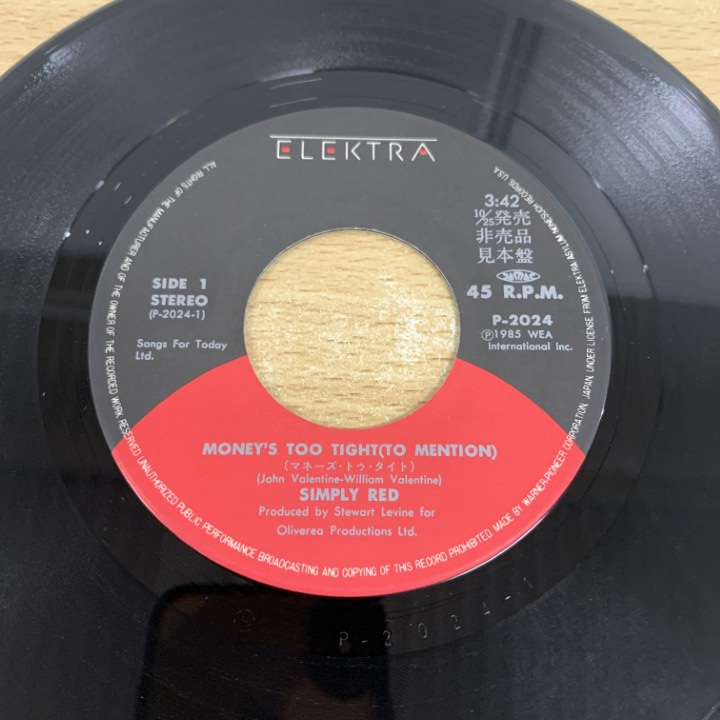 ELEKTRA
3:42
10/25発売
非売品
見本盤
SIDE 1
STEREO
(P-2024-1)
45 R.P.M.
P-2024
Ⓟ1985 WEA
International Inc.
Songs For Today
Ltd.
MONEY'S TOO TIGHT(TO MENTION)
(マネーズ・トゥ・タイト)
(John Valentine-William Valentine)
SIMPLY RED
Produced by Stewart Levine for
Oliverea Productions Ltd.
ALL RIGHTS OF THE MANUFACTURER AND OF THE OWNER OF THE RECORDED WORK RESERVED UNAUTHORIZED PUBLIC PERFORMANCE BROADCASTING AND COPYING OF THIS RECORD PROHIBITED. MADE BY WARNER-PIONEER CORPORATION, JAPAN UNDER LICENSE FROM ELEKTRA/ASYLUM/NONESUCH RECORDS U.S.A.
P-2024-1